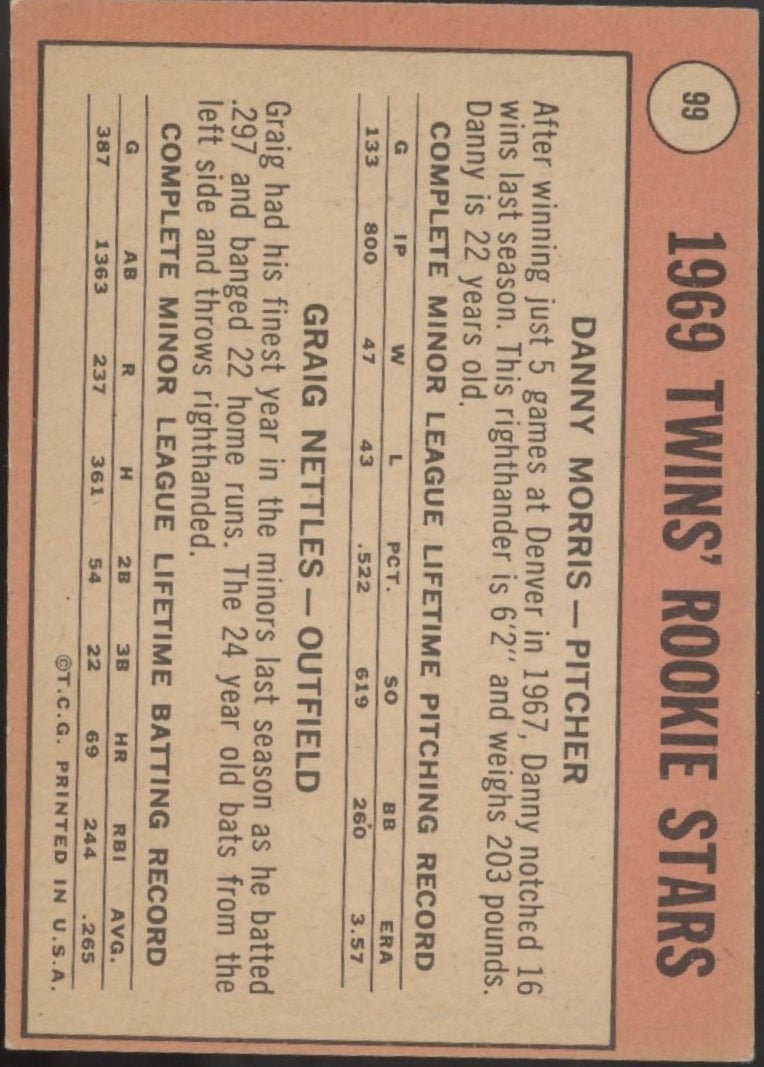 99
1969 TWINS' ROOKIE STARS
DANNY MORRIS — PITCHER
After winning just 5 games at Denver in 1967, Danny notched 16
wins last season. This righthander is 6'2" and weighs 203 pounds.
Danny is 22 years old.
COMPLETE MINOR LEAGUE LIFETIME PITCHING RECORD
G IP W L PCT. SO BB ERA
133 800 47 43 .522 619 260 3.57
GRAIG NETTLES — OUTFIELD
Graig had his finest year in the minors last season as he batted
.297 and banged 22 home runs. The 24 year old bats from the
left side and throws righthanded.
COMPLETE MINOR LEAGUE LIFETIME BATTING RECORD
G AB R H 2B 3B HR RBI AVG.
387 1363 237 361 54 22 69 244 .265
©T.C.G. PRINTED IN U.S.A.